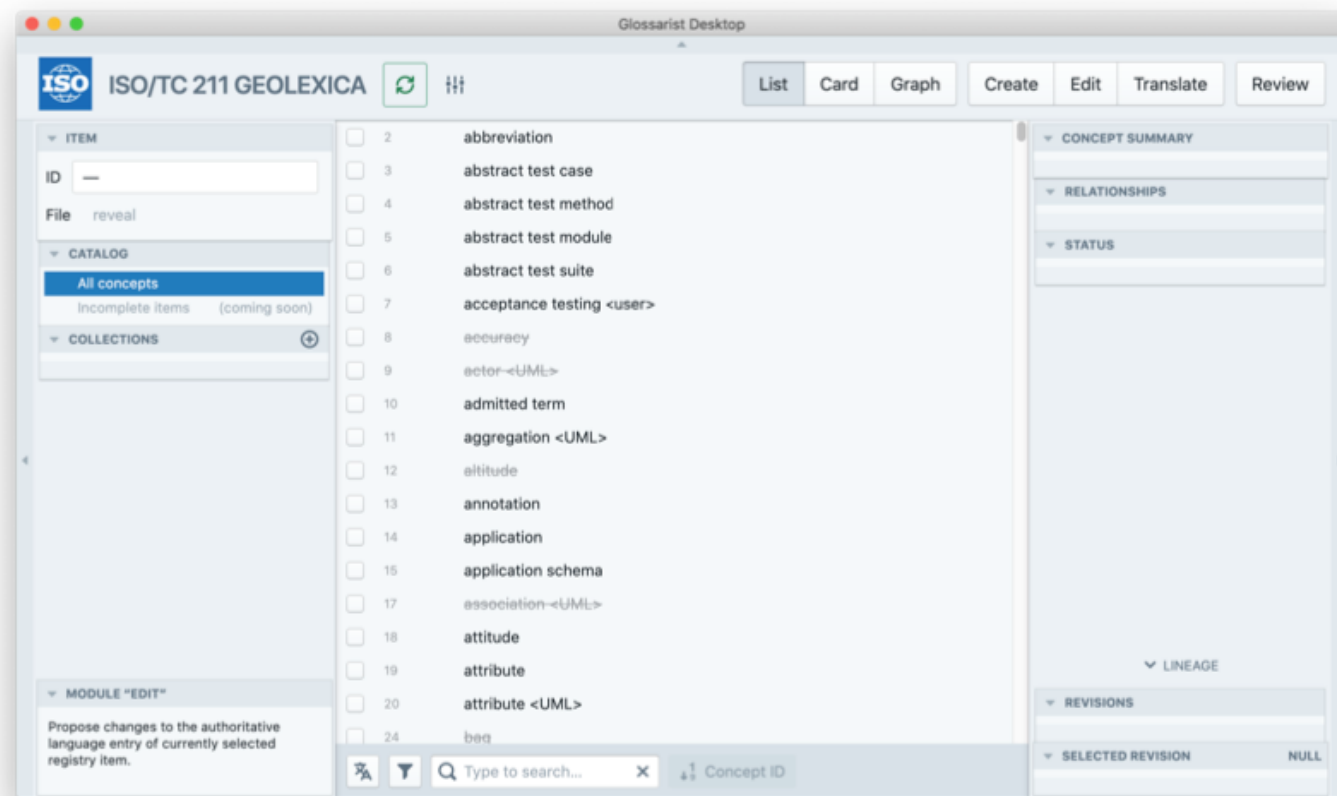 Glossarist Desktop
ISO ISO/TC 211 GEOLEXICA List Card Graph Create Edit Translate Review
ITEM
ID —
File reveal
CATALOG
All concepts
Incomplete items (coming soon)
COLLECTIONS
MODULE "EDIT"
Propose changes to the authoritative
language entry of currently selected
registry item.
2 abbreviation
3 abstract test case
4 abstract test method
5 abstract test module
6 abstract test suite
7 acceptance testing <user>
8 accuracy
9 actor <UML>
10 admitted term
11 aggregation <UML>
12 altitude
13 annotation
14 application
15 application schema
17 association <UML>
18 attitude
19 attribute
20 attribute <UML>
24 bag
Type to search... Concept ID
CONCEPT SUMMARY
RELATIONSHIPS
STATUS
LINEAGE
REVISIONS
SELECTED REVISION NULL